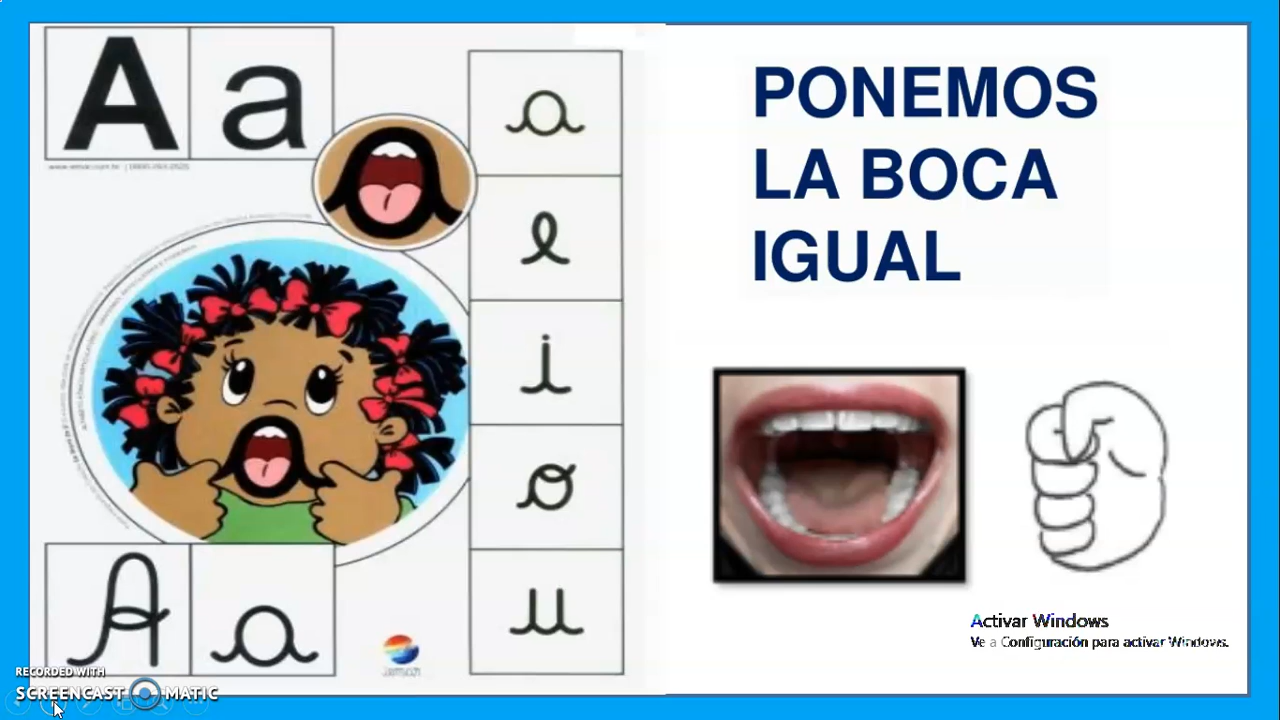 A a
a
e
i
o
u
A a
PONEMOS
LA BOCA
IGUAL
Activar Windows
Ve a Configuración para activar Windows.
RECORDED WITH
SCREENCAST MATIC